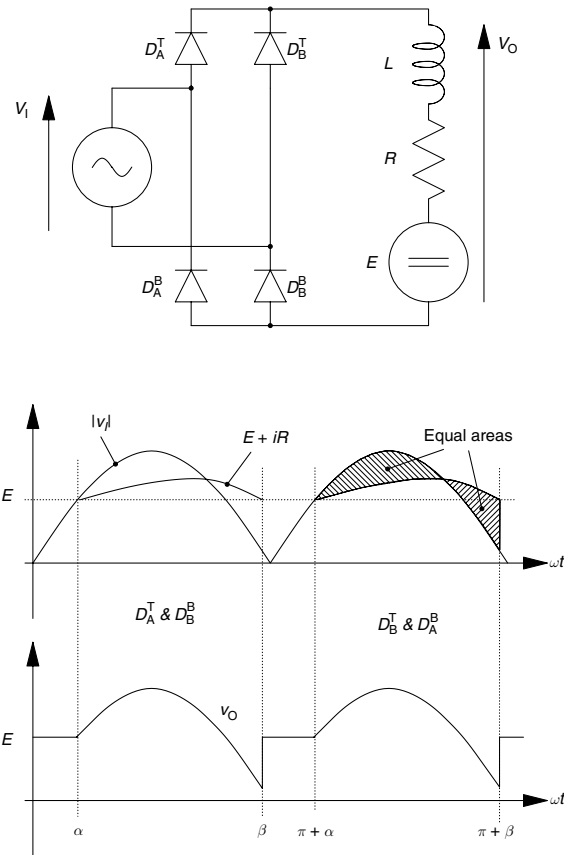 D_A^T
D_B^T
L
V_O
V_I
R
E
D_A^B
D_B^B
|v_I|
E + iR
Equal areas
E
ωt
D_A^T & D_B^B
D_B^T & D_A^B
v_O
E
ωt
α
β
π + α
π + β